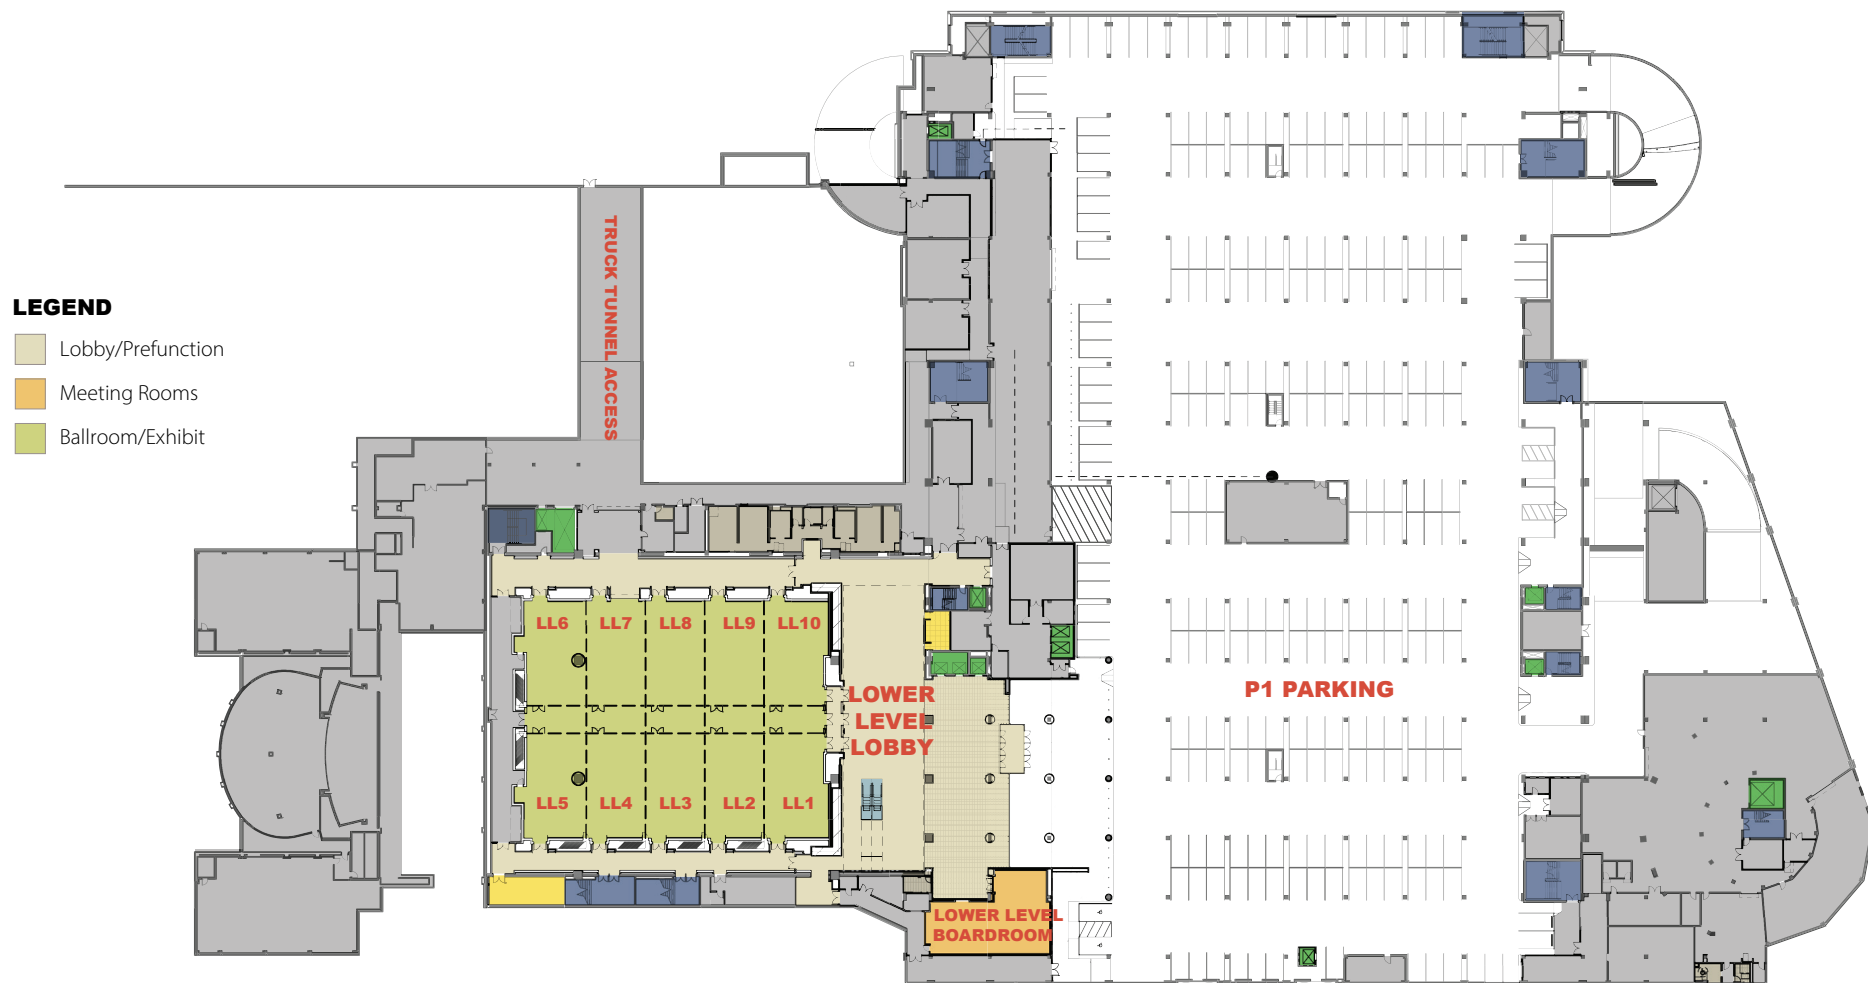 TRUCK TUNNEL ACCESS
LEGEND
Lobby/Prefunction
Meeting Rooms
Ballroom/Exhibit
LL6
LL7
LL8
LL9
LL10
LOWER
LEVEL
LOBBY
P1 PARKING
LL5
LL4
LL3
LL2
LL1
LOWER LEVEL
BOARDROOM